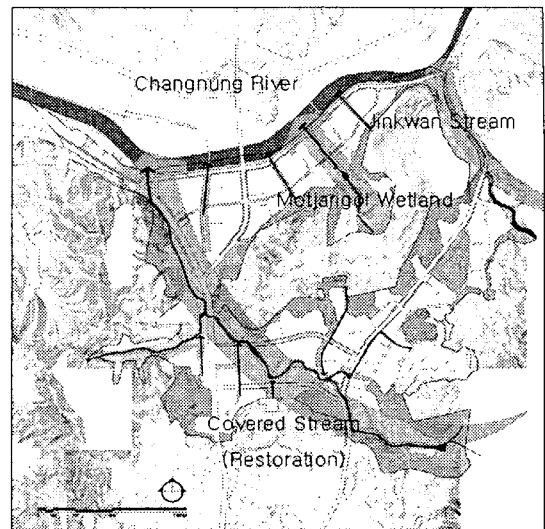 Changnung River
Jinkwan Stream
Motjangol Wetland
Covered Stream
(Restoration)